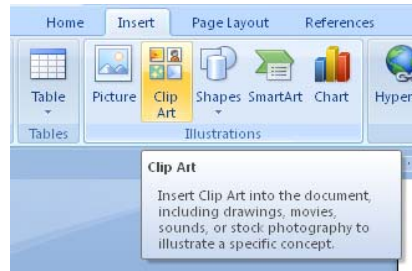 Home Insert Page Layout References
Table Picture Clip Art Shapes SmartArt Chart Hyper
Tables Illustrations
Clip Art
Insert Clip Art into the document,
including drawings, movies,
sounds, or stock photography to
illustrate a specific concept.